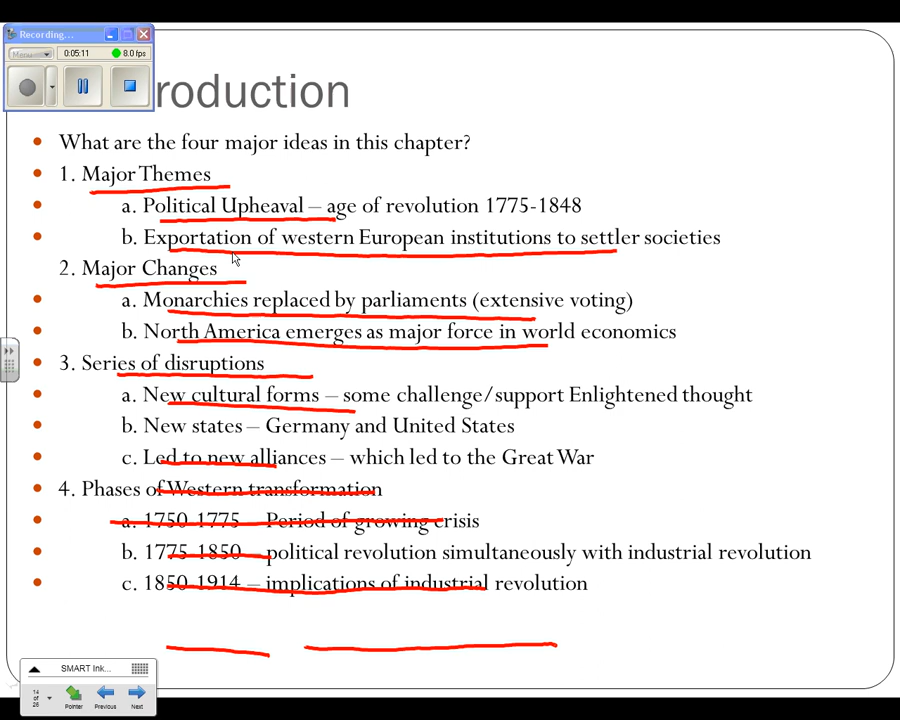 Recording...
Menu
0:05:11
8.0 fps
roduction
What are the four major ideas in this chapter?
1. Major Themes
a. Political Upheaval – age of revolution 1775-1848
b. Exportation of western European institutions to settler societies
2. Major Changes
a. Monarchies replaced by parliaments (extensive voting)
b. North America emerges as major force in world economics
3. Series of disruptions
a. New cultural forms – some challenge/support Enlightened thought
b. New states – Germany and United States
c. Led to new alliances – which led to the Great War
4. Phases of Western transformation
a. 1750-1775 – Period of growing crisis
b. 1775-1850 – political revolution simultaneously with industrial revolution
c. 1850-1914 – implications of industrial revolution
SMART Ink...
14 of 26
Pointer Previous Next